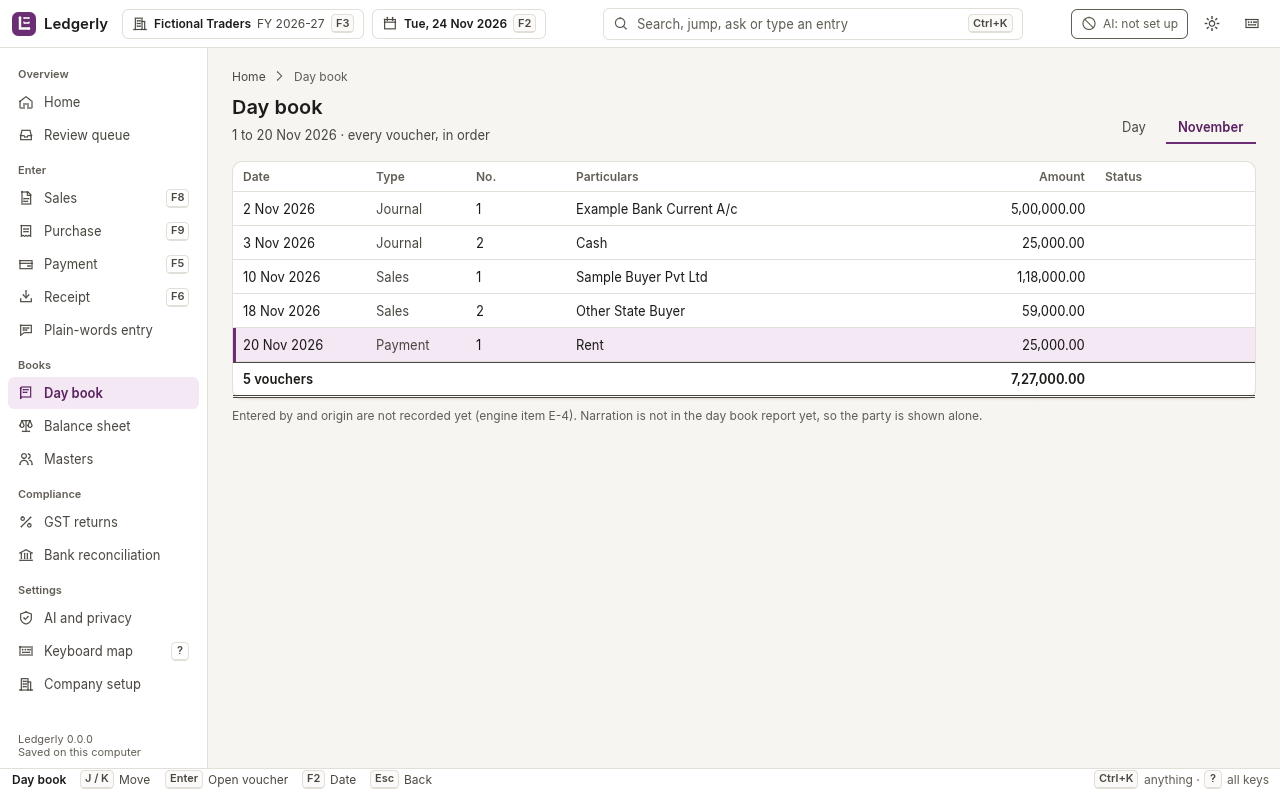 Ledgerly
Fictional Traders FY 2026-27 F3
Tue, 24 Nov 2026 F2
Search, jump, ask or type an entry Ctrl+K
AI: not set up
Overview
Home
Review queue
Enter
Sales F8
Purchase F9
Payment F5
Receipt F6
Plain-words entry
Books
Day book
Balance sheet
Masters
Compliance
GST returns
Bank reconciliation
Settings
AI and privacy
Keyboard map ?
Company setup
Ledgerly 0.0.0
Saved on this computer
Home > Day book
Day book
1 to 20 Nov 2026 · every voucher, in order
Day November
Date Type No. Particulars Amount Status
2 Nov 2026 Journal 1 Example Bank Current A/c 5,00,000.00
3 Nov 2026 Journal 2 Cash 25,000.00
10 Nov 2026 Sales 1 Sample Buyer Pvt Ltd 1,18,000.00
18 Nov 2026 Sales 2 Other State Buyer 59,000.00
20 Nov 2026 Payment 1 Rent 25,000.00
5 vouchers 7,27,000.00
Entered by and origin are not recorded yet (engine item E-4). Narration is not in the day book report yet, so the party is shown alone.
Day book J / K Move Enter Open voucher F2 Date Esc Back
Ctrl+K anything · ? all keys